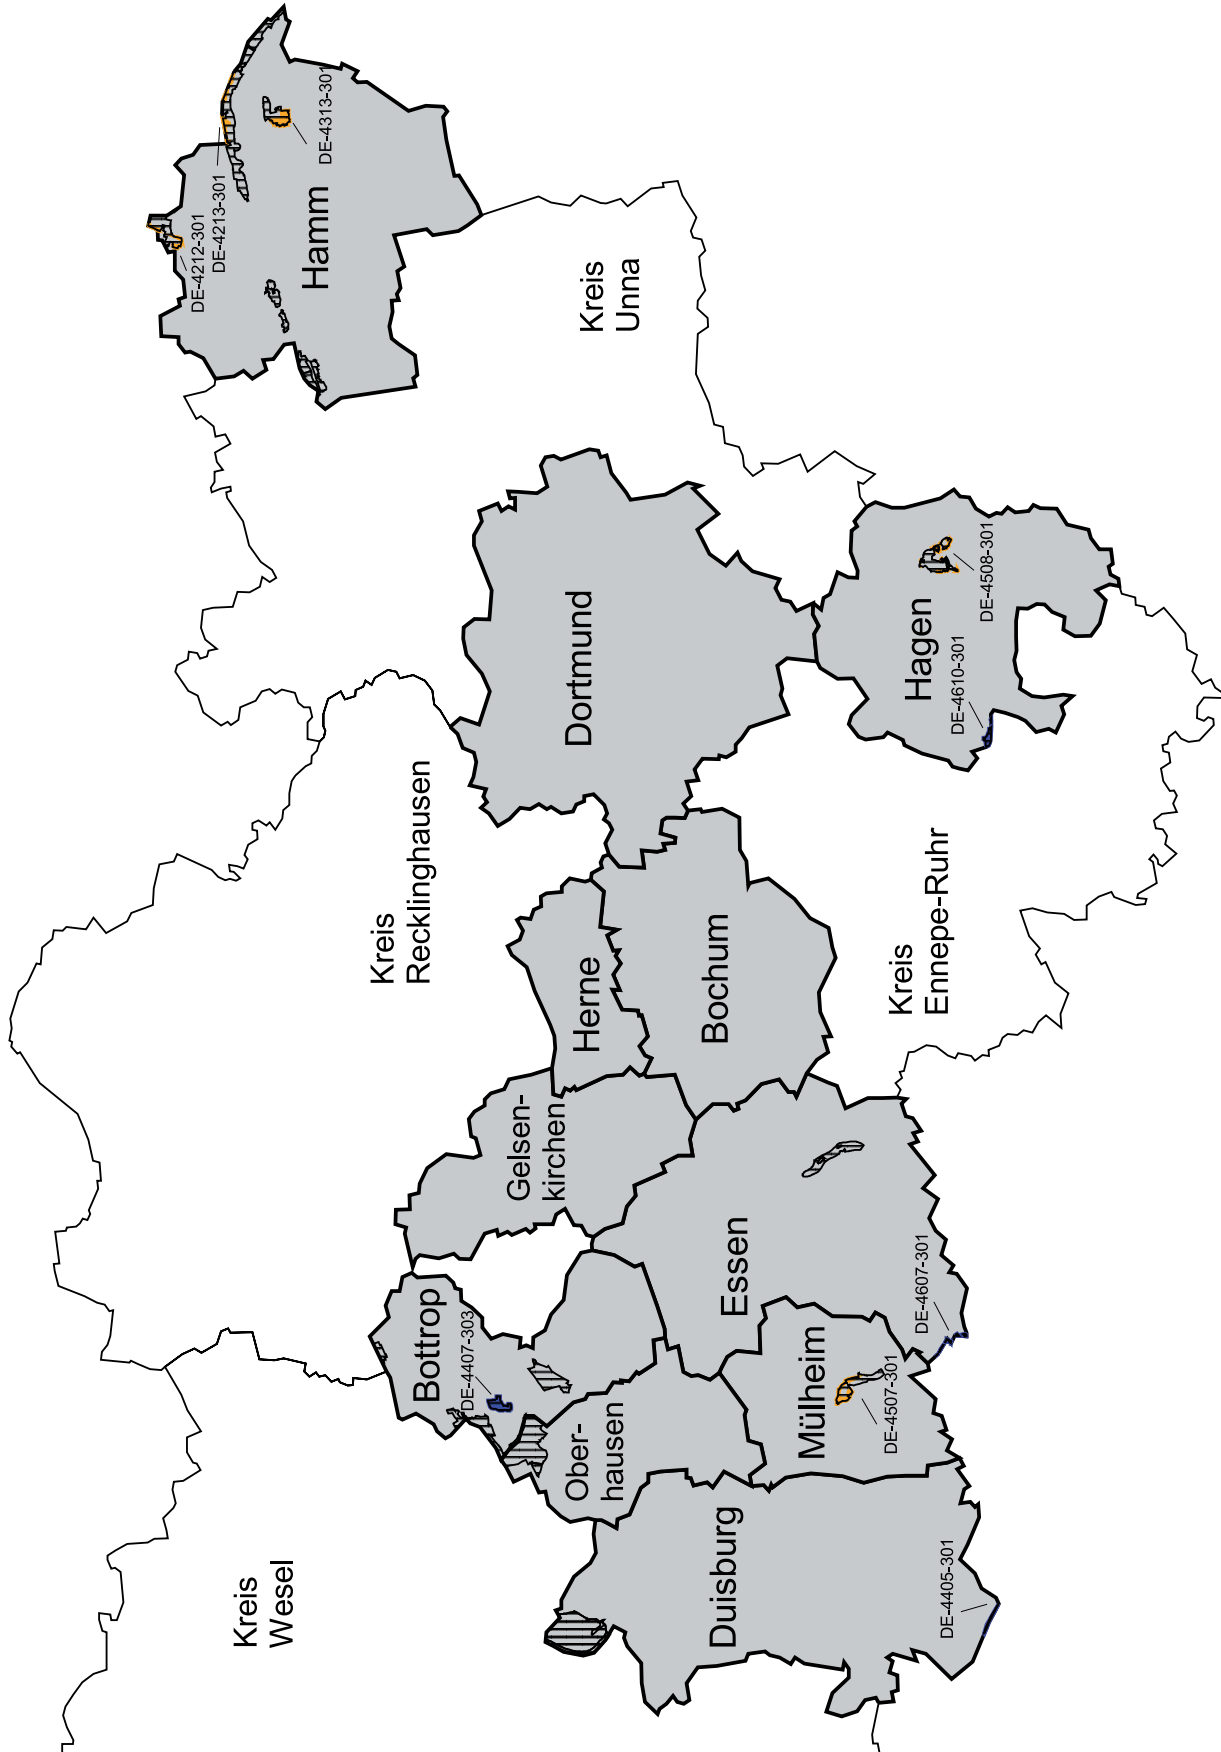 Kreis
Wesel
Kreis
Recklinghausen
Kreis
Unna
Kreis
Ennepe-Ruhr
Bottrop
DE-4407-303
Gelsen-
kirchen
Ober-
hausen
Herne
Dortmund
Hamm
DE-4212-301
DE-4213-301
DE-4313-301
Duisburg
DE-4405-301
Mülheim
DE-4507-301
Essen
DE-4607-301
Bochum
Hagen
DE-4610-301
DE-4508-301